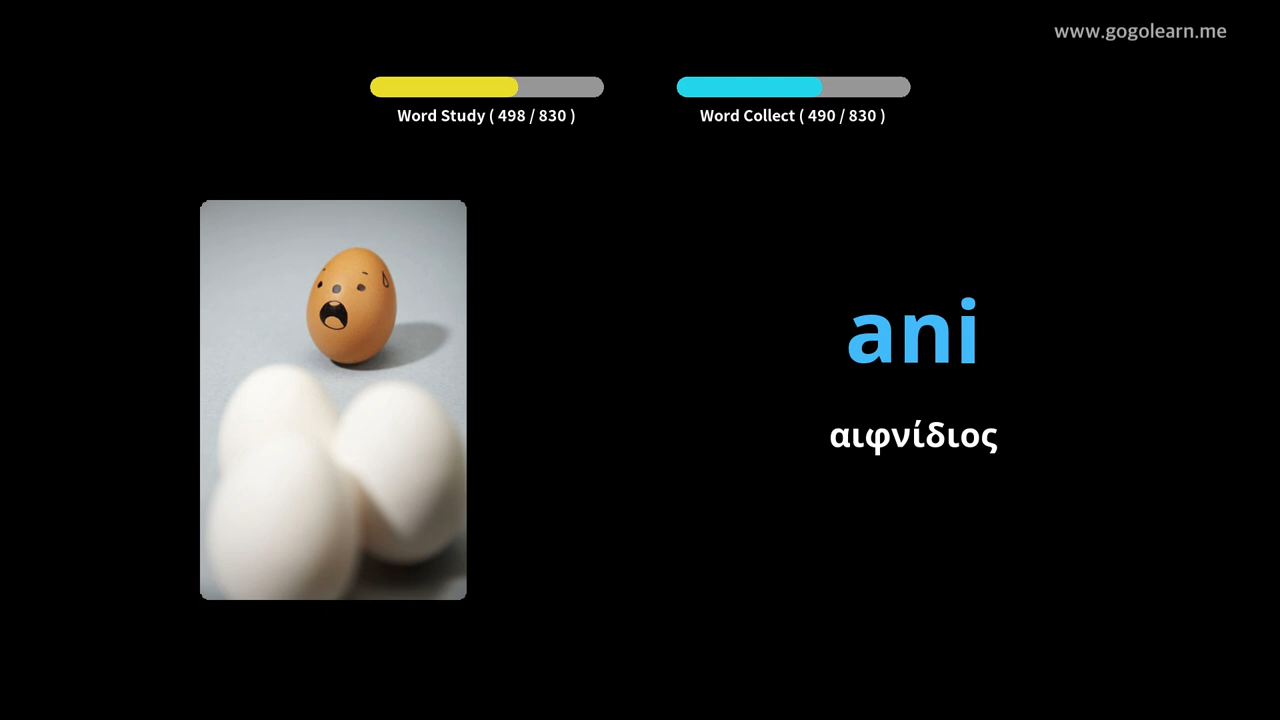 www.gogolearn.me
Word Study ( 498 / 830 )
Word Collect ( 490 / 830 )
ani
αιφνίδιος